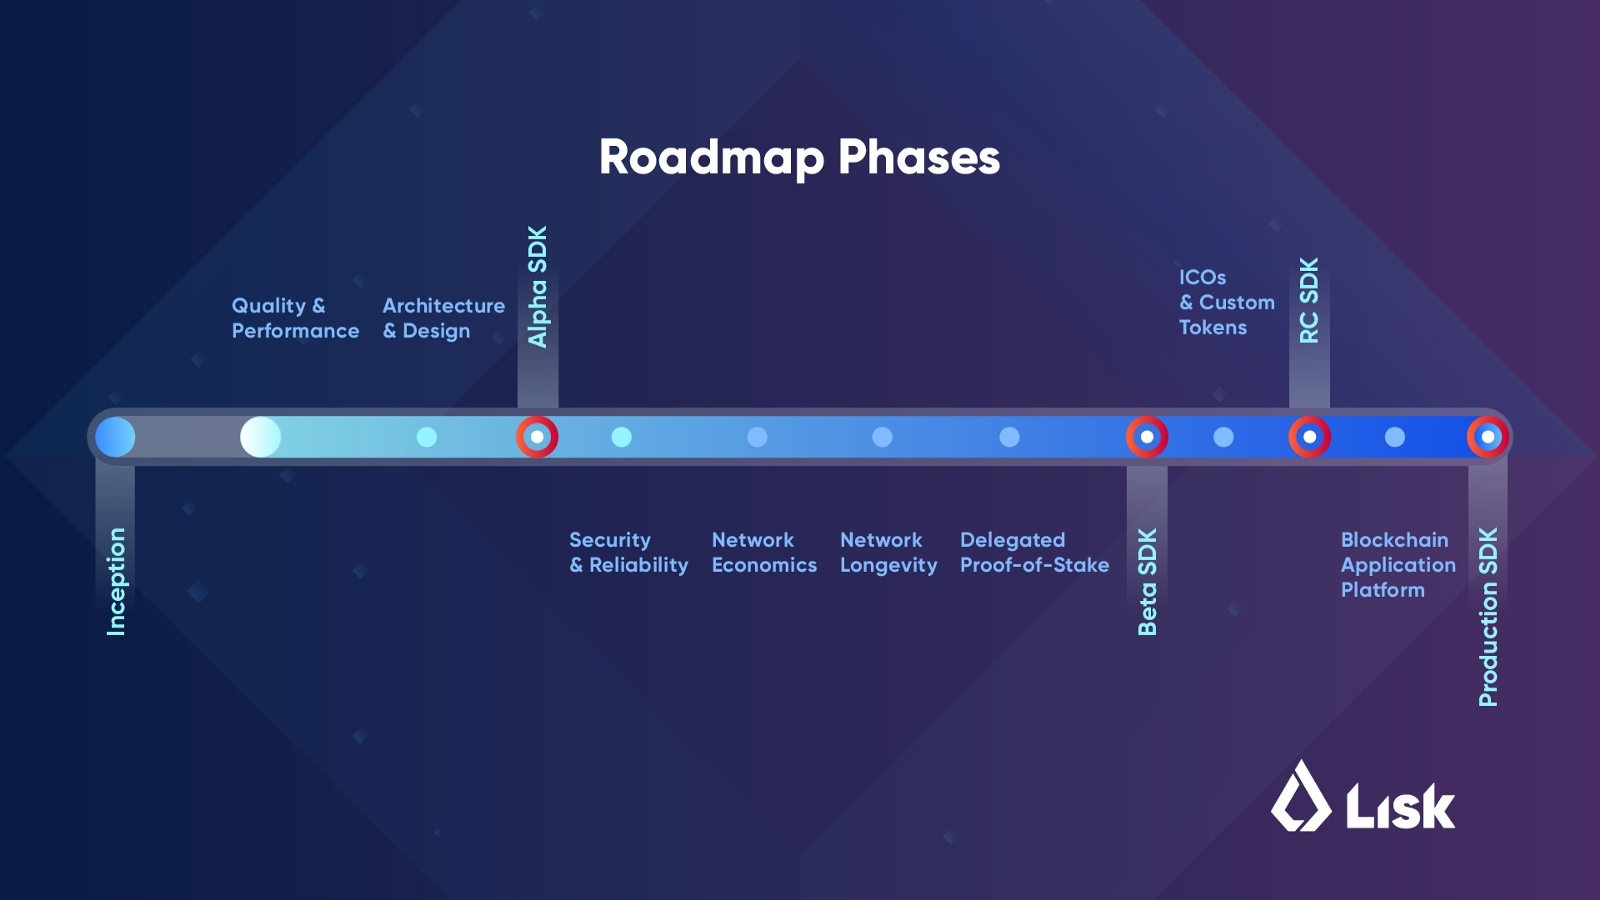 Roadmap Phases
Inception
Quality &
Performance
Architecture
& Design
Alpha SDK
Security
& Reliability
Network
Economics
Network
Longevity
Delegated
Proof-of-Stake
Beta SDK
ICOs
& Custom
Tokens
RC SDK
Blockchain
Application
Platform
Production SDK
Lisk